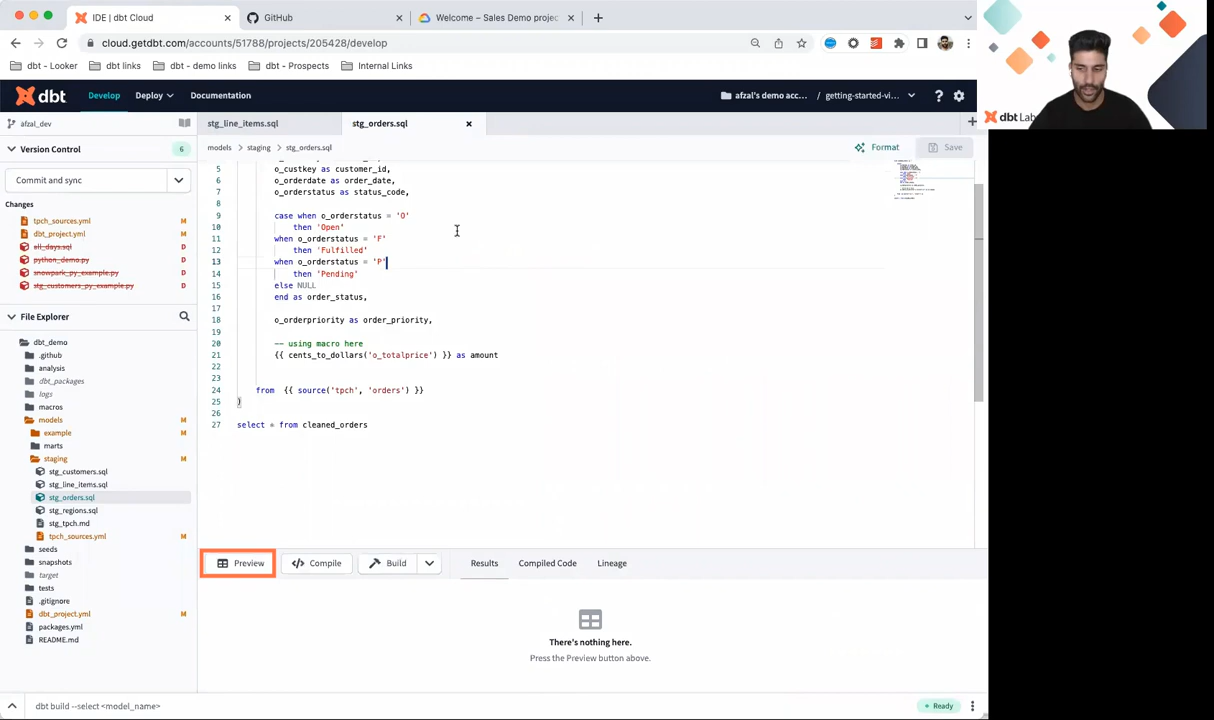 IDE | dbt Cloud
GitHub
Welcome – Sales Demo projec
cloud.getdbt.com/accounts/51788/projects/205428/develop
dbt - Looker
dbt links
dbt - demo links
dbt - Prospects
Internal Links
dbt Lab
dbt
Develop
Deploy
Documentation
afzal's demo acc...
/ getting-started-vi...
afzal_dev
stg_line_items.sql
stg_orders.sql
Version Control
6
models
staging
stg_orders.sql
Format
Save
Commit and sync
Changes
tpch_sources.yml M
dbt_project.yml M
all_days.sql D
python_demo.py D
snowpark_py_example.py D
stg_customers_py_example.py D
File Explorer
dbt_demo
.github
analysis
dbt_packages
logs
macros
models M
example
marts
staging
stg_customers.sql
stg_line_items.sql
stg_orders.sql
stg_regions.sql
stg_tpch.md
tpch_sources.yml M
seeds
snapshots
target
tests
.gitignore
dbt_project.yml M
packages.yml
README.md
5 o_custkey as customer_id,
6 o_orderdate as order_date,
7 o_orderstatus as status_code,
8
9 case when o_orderstatus = 'O'
10 then 'Open'
11 when o_orderstatus = 'F'
12 then 'Fulfilled'
13 when o_orderstatus = 'P'
14 then 'Pending'
15 else NULL
16 end as order_status,
17
18 o_orderpriority as order_priority,
19
20 -- using macro here
21 {{ cents_to_dollars('o_totalprice') }} as amount
22
23
24 from {{ source('tpch', 'orders') }}
25 )
26
27 select * from cleaned_orders
Preview
Compile
Build
Results
Compiled Code
Lineage
There's nothing here.
Press the Preview button above.
dbt build --select <model_name>
Ready